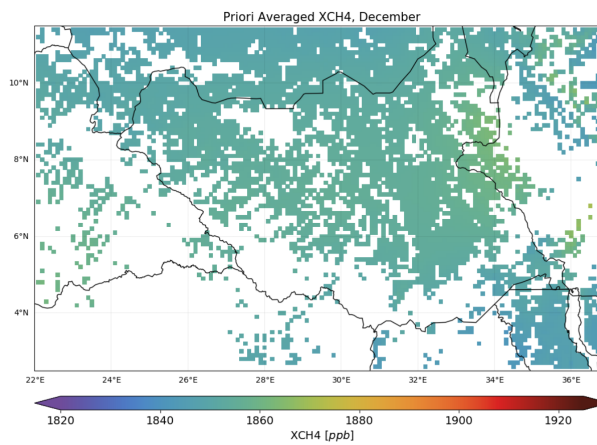 Priori Averaged XCH4, December
10°N
8°N
6°N
4°N
22°E 24°E 26°E 28°E 30°E 32°E 34°E 36°E
1820 1840 1860 1880 1900 1920
XCH4 [ppb]